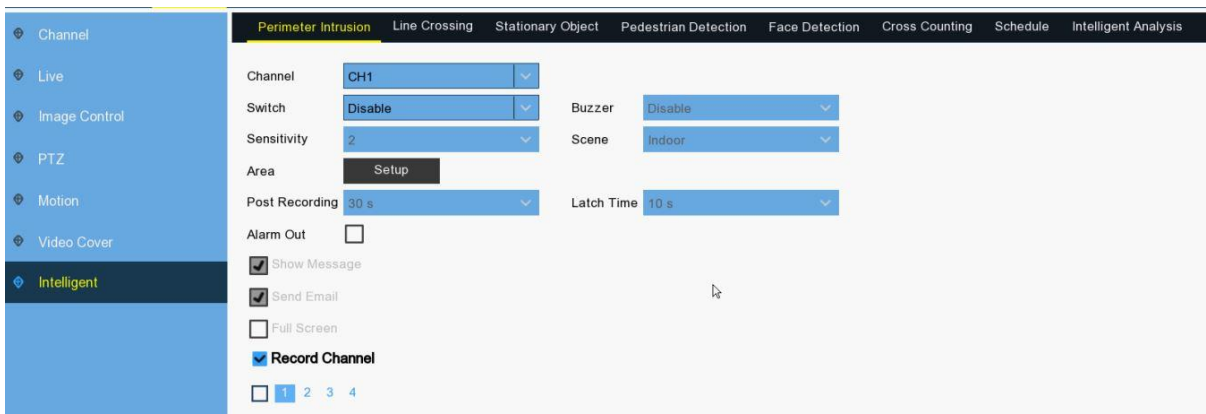 Channel
Live
Image Control
PTZ
Motion
Video Cover
Intelligent
Perimeter Intrusion Line Crossing Stationary Object Pedestrian Detection Face Detection Cross Counting Schedule Intelligent Analysis
Channel CH1
Switch Disable Buzzer Disable
Sensitivity 2 Scene Indoor
Area Setup
Post Recording 30 s Latch Time 10 s
Alarm Out
Show Message
Send Email
Full Screen
Record Channel
1 2 3 4